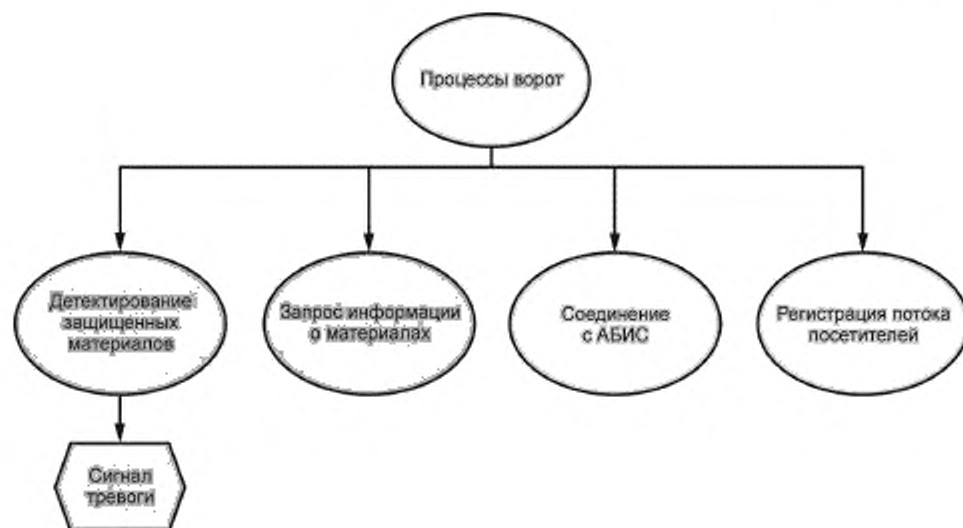 Процессы ворот
Детектирование
защищенных
материалов
Запрос информации
о материалах
Соединение
с АБИС
Регистрация потока
посетителей
Сигнал
тревоги